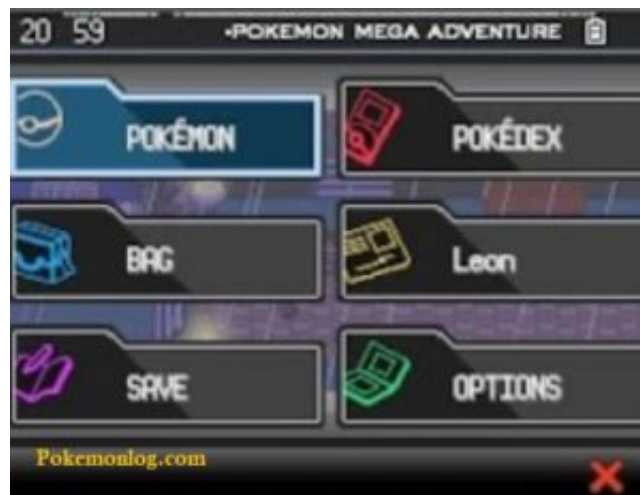 20 59 •POKEMON MEGA ADVENTURE
POKÉMON POKÉDEX
BAG Leon
SAVE OPTIONS
Pokemonlog.com